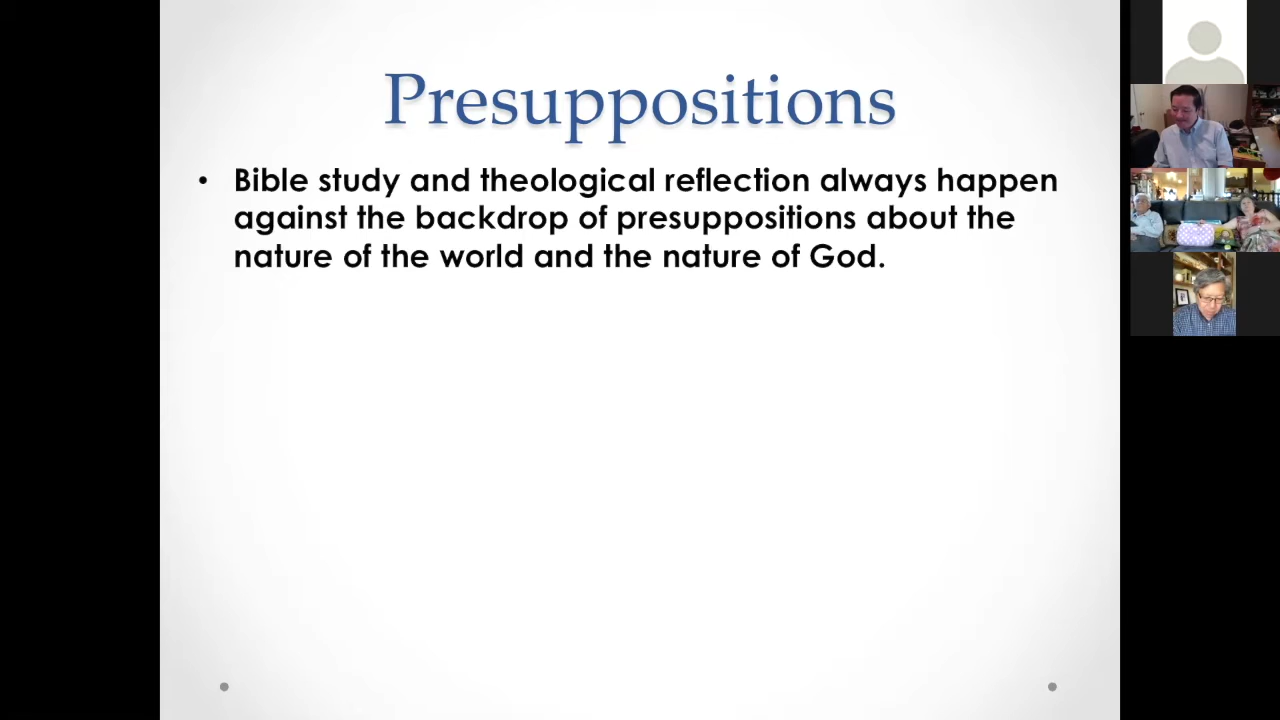 Presuppositions
• Bible study and theological reflection always happen
against the backdrop of presuppositions about the
nature of the world and the nature of God.